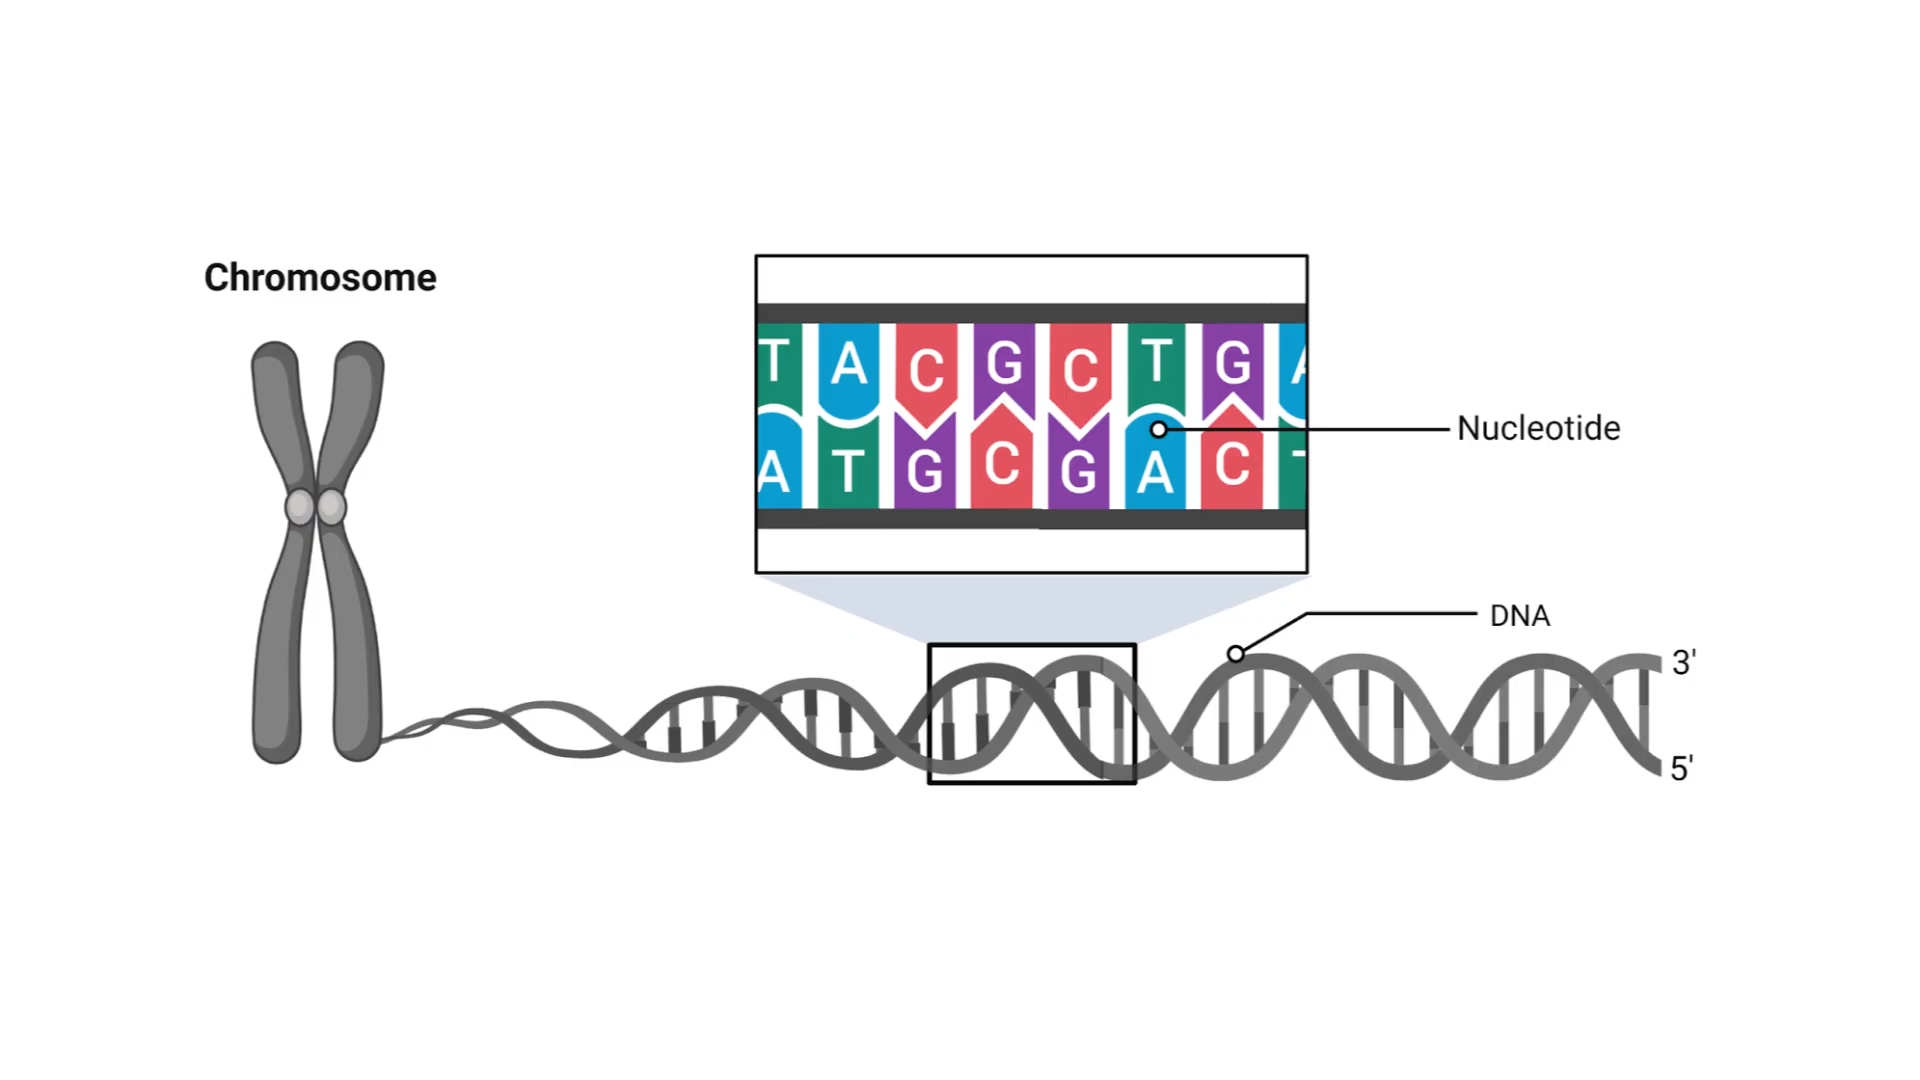 Chromosome
T A C G C T G A
A T G C G A C T
Nucleotide
DNA
3'
5'